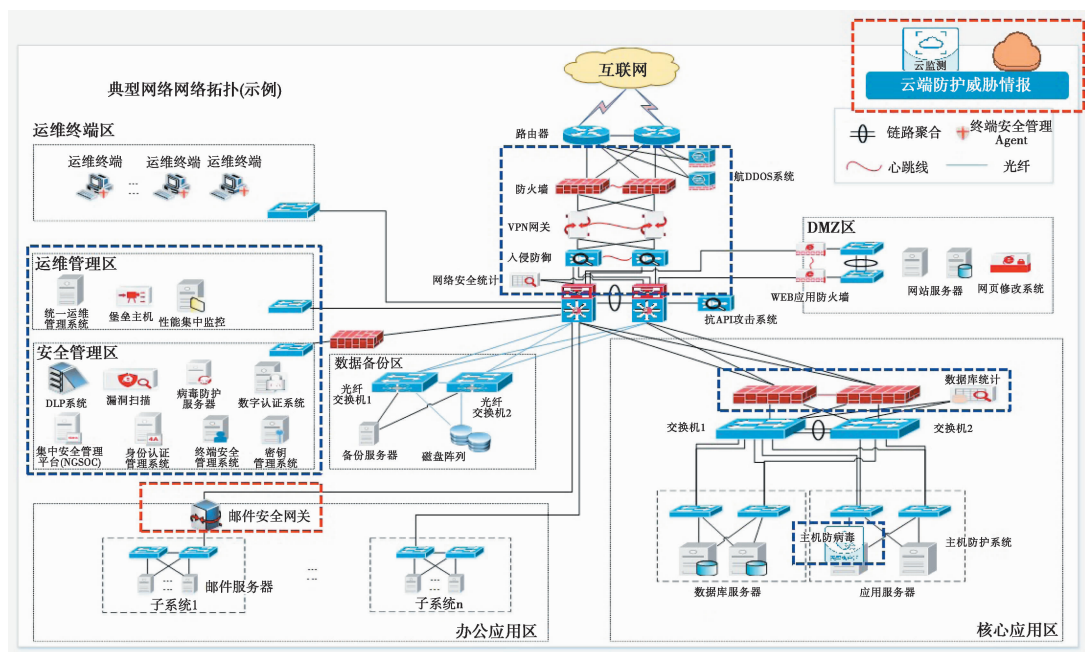 互联网
云监测
云端防护威胁情报
典型网络网络拓扑(示例)
链路聚合
终端安全管理
Agent
心跳线
光纤
运维终端区
运维终端
...
运维终端
运维终端
路由器
航DDOS系统
防火墙
VPN网关
入侵防御
网络安全统计
抗API攻击系统
DMZ区
WEB应用防火墙
网站服务器
网页修改系统
运维管理区
统一运维
管理系统
堡垒主机
性能集中监控
安全管理区
DLP系统
漏洞扫描
病毒防护
服务器
数字认证系统
集中安全管理
平台(NGSOC)
身份认证
管理系统
4A
终端安全
管理系统
密钥
管理系统
数据备份区
光纤
交换机1
光纤
交换机2
备份服务器
磁盘阵列
数据库统计
交换机1
交换机2
主机防病毒
主机防护系统
数据库服务器
应用服务器
核心应用区
邮件安全网关
...
邮件服务器
子系统1
...
...
...
子系统n
办公应用区